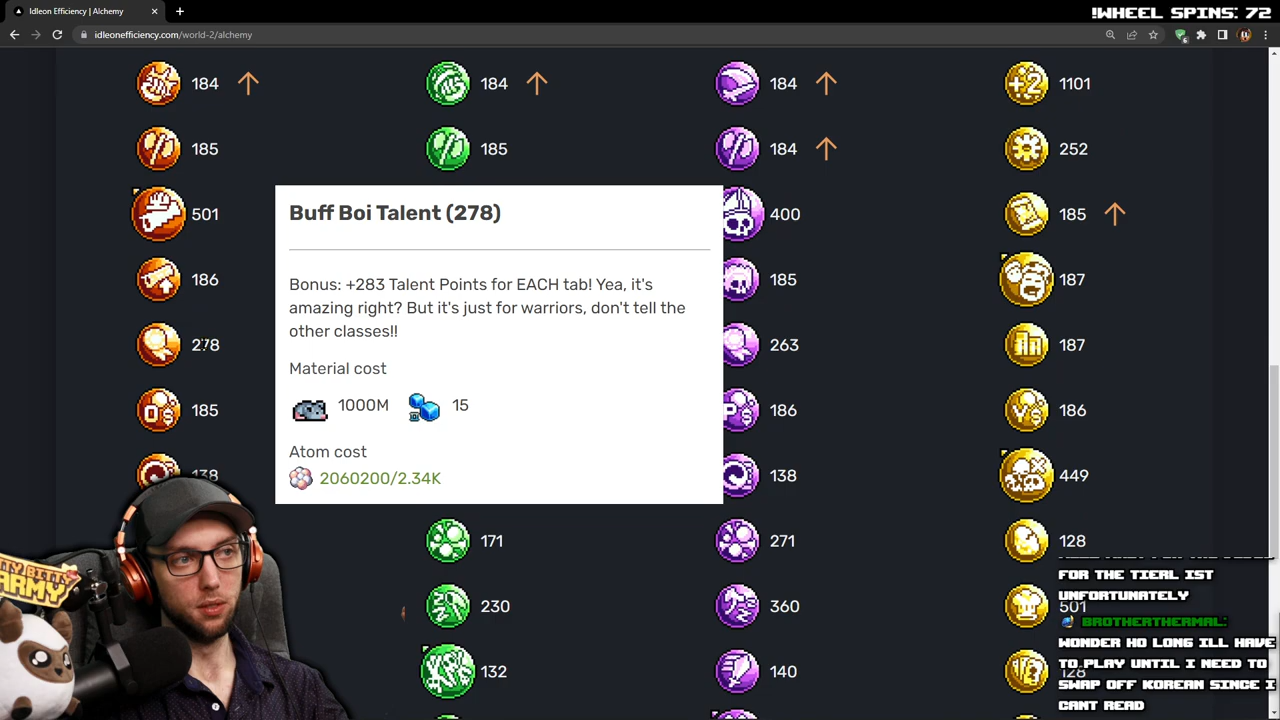 Idleon Efficiency | Alchemy
!WHEEL SPINS: 72
idleonefficiency.com/world-2/alchemy
184 184 184 1101
185 185 184 252
501 400 185
186 185 187
278 263 187
185 186 186
138 138 449
171 271 128
230 360 501
132 140 128
Buff Boi Talent (278)
Bonus: +283 Talent Points for EACH tab! Yea, it's
amazing right? But it's just for warriors, don't tell the
other classes!!
Material cost
1000M 15
Atom cost
2060200/2.34K
BITTY BITTY
ARMY
FOR THE TIERL IST
UNFORTUNATELY
BROTHERTHERMAL:
WONDER HO LONG ILL HAVE
TO PLAY UNTIL I NEED TO
SWAP OFF KOREAN SINCE I
CANT READ